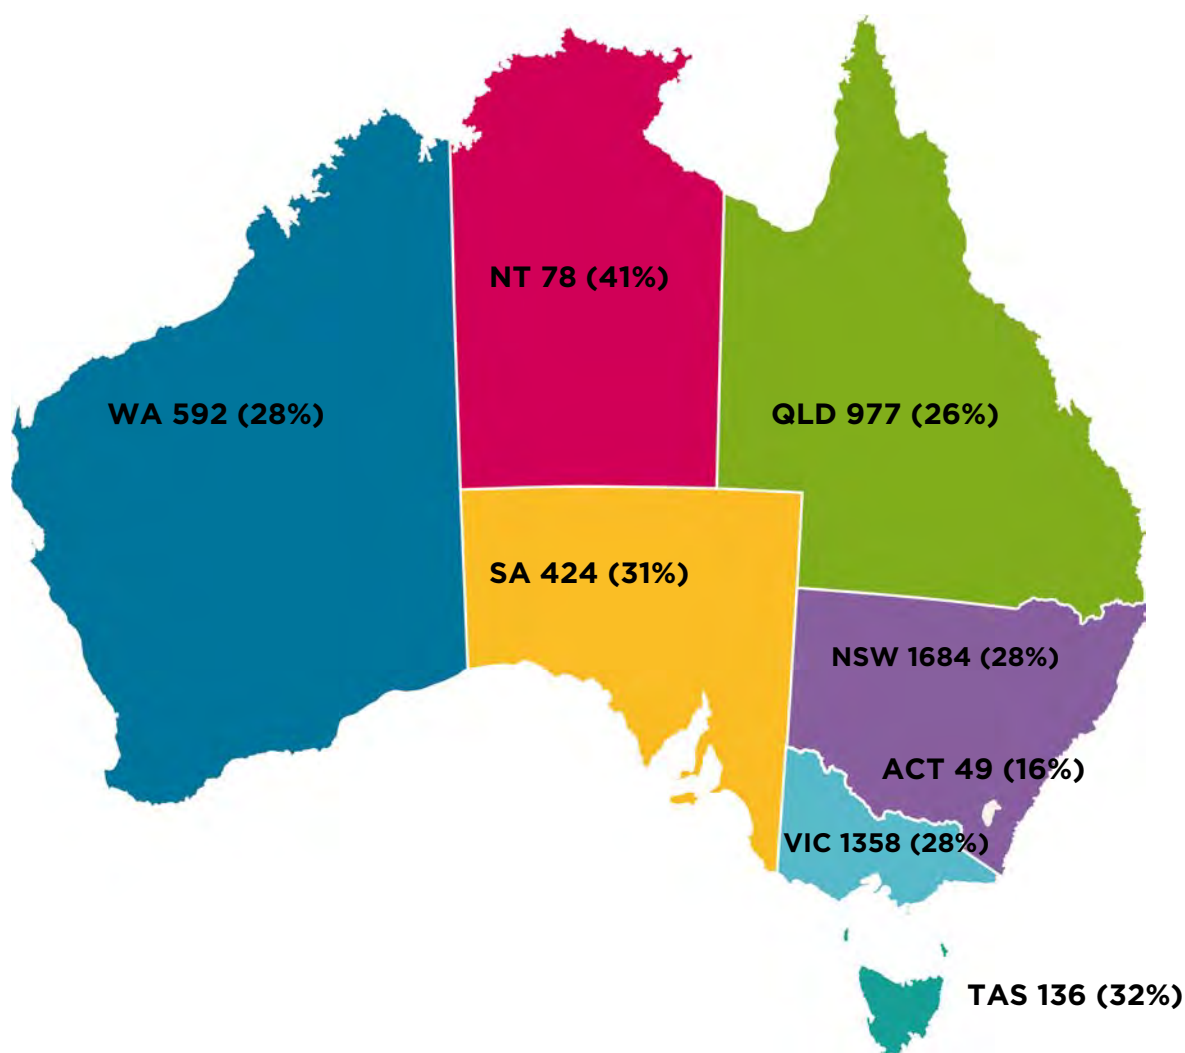 NT 78 (41%)
WA 592 (28%)
QLD 977 (26%)
SA 424 (31%)
NSW 1684 (28%)
ACT 49 (16%)
VIC 1358 (28%)
TAS 136 (32%)